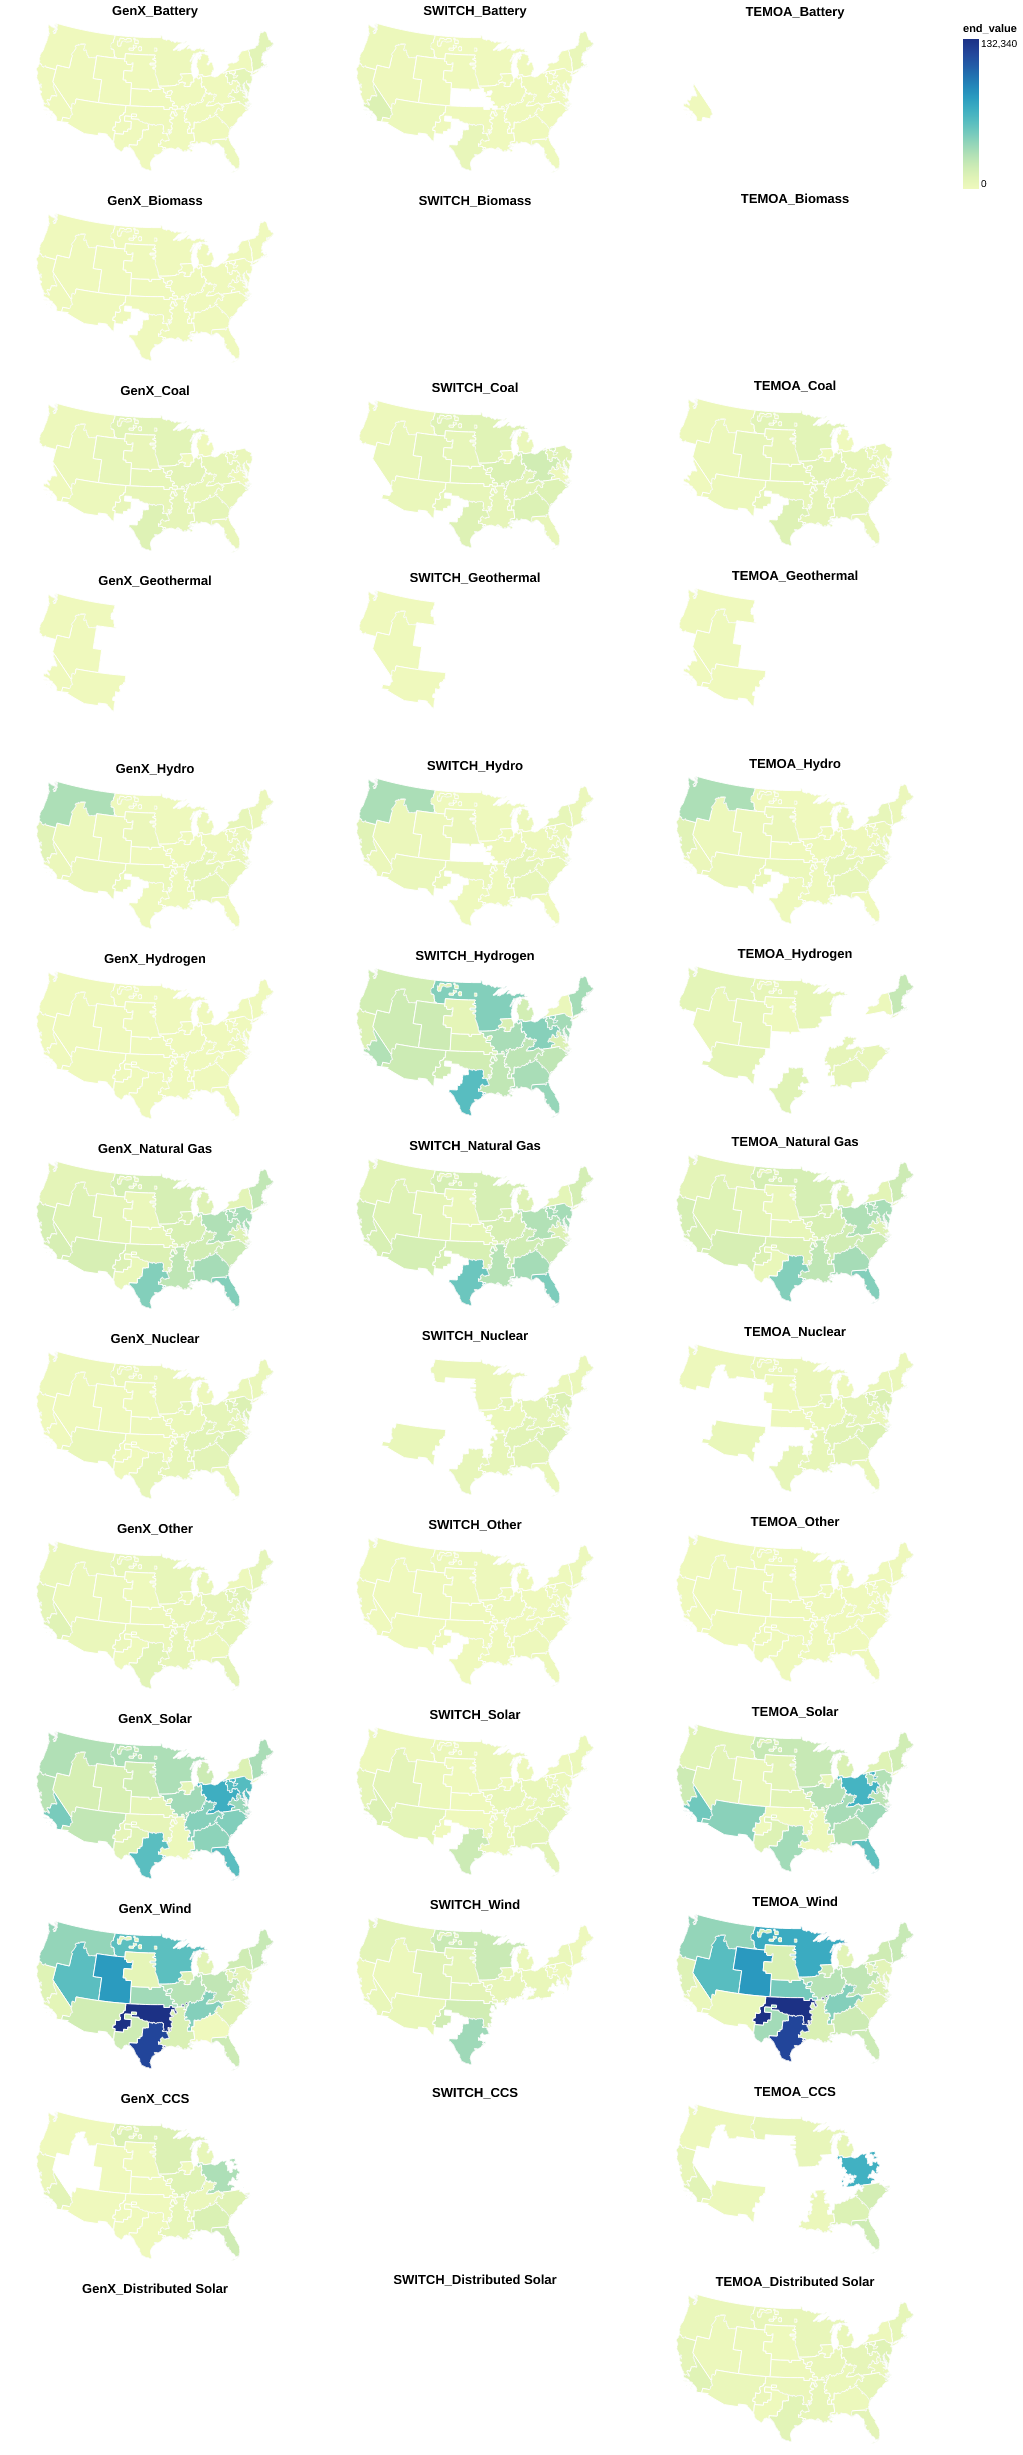 GenX_Battery
SWITCH_Battery
TEMOA_Battery
end_value
132,340
0
GenX_Biomass
SWITCH_Biomass
TEMOA_Biomass
GenX_Coal
SWITCH_Coal
TEMOA_Coal
GenX_Geothermal
SWITCH_Geothermal
TEMOA_Geothermal
GenX_Hydro
SWITCH_Hydro
TEMOA_Hydro
GenX_Hydrogen
SWITCH_Hydrogen
TEMOA_Hydrogen
GenX_Natural Gas
SWITCH_Natural Gas
TEMOA_Natural Gas
GenX_Nuclear
SWITCH_Nuclear
TEMOA_Nuclear
GenX_Other
SWITCH_Other
TEMOA_Other
GenX_Solar
SWITCH_Solar
TEMOA_Solar
GenX_Wind
SWITCH_Wind
TEMOA_Wind
GenX_CCS
SWITCH_CCS
TEMOA_CCS
GenX_Distributed Solar
SWITCH_Distributed Solar
TEMOA_Distributed Solar